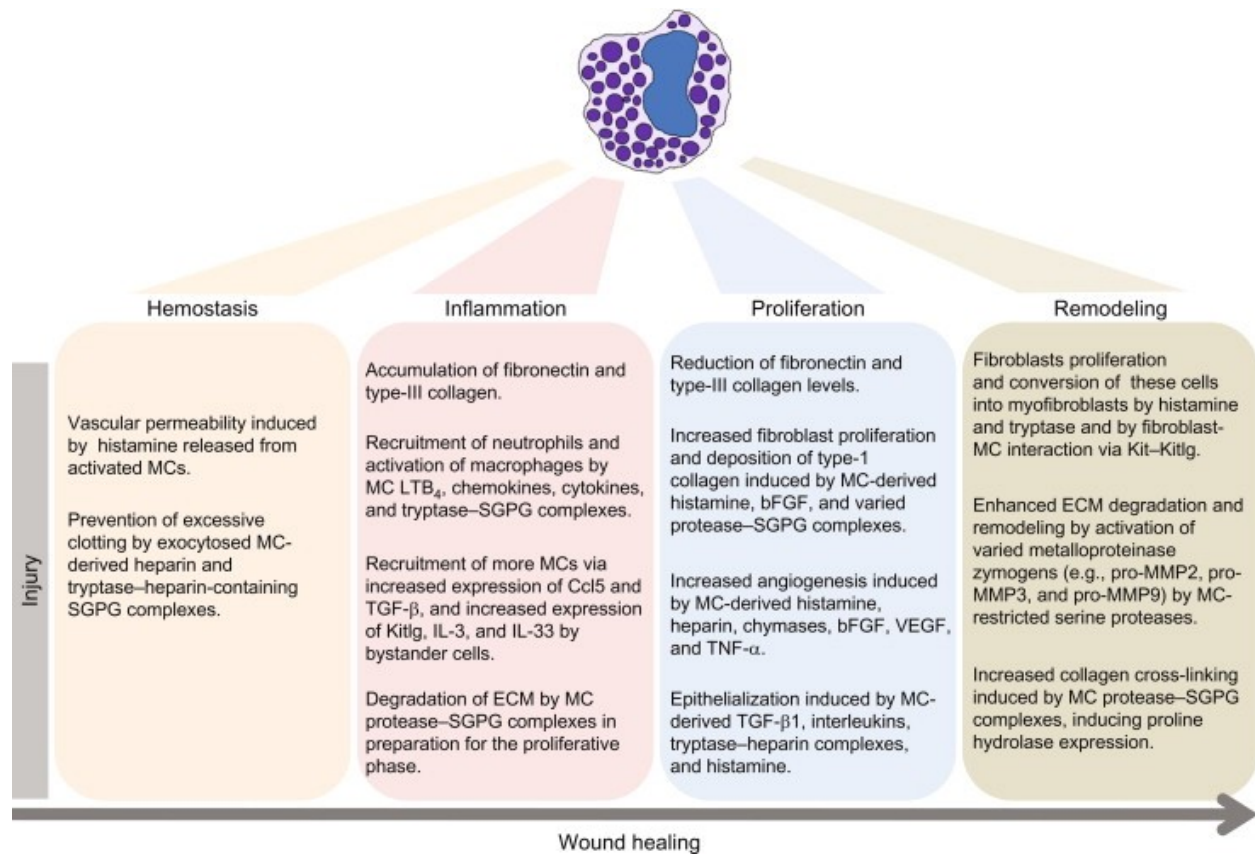 Hemostasis
Inflammation
Proliferation
Remodeling
Injury
Vascular permeability induced
by histamine released from
activated MCs.
Prevention of excessive
clotting by exocytosed MC-
derived heparin and
tryptase–heparin-containing
SGPG complexes.
Accumulation of fibronectin and
type-III collagen.
Recruitment of neutrophils and
activation of macrophages by
MC LTB₄, chemokines, cytokines,
and tryptase–SGPG complexes.
Recruitment of more MCs via
increased expression of Ccl5 and
TGF-β, and increased expression
of Kitlg, IL-3, and IL-33 by
bystander cells.
Degradation of ECM by MC
protease–SGPG complexes in
preparation for the proliferative
phase.
Reduction of fibronectin and
type-III collagen levels.
Increased fibroblast proliferation
and deposition of type-1
collagen induced by MC-derived
histamine, bFGF, and varied
protease–SGPG complexes.
Increased angiogenesis induced
by MC-derived histamine,
heparin, chymases, bFGF, VEGF,
and TNF-α.
Epithelialization induced by MC-
derived TGF-β1, interleukins,
tryptase–heparin complexes,
and histamine.
Fibroblasts proliferation
and conversion of these cells
into myofibroblasts by histamine
and tryptase and by fibroblast-
MC interaction via Kit–Kitlg.
Enhanced ECM degradation and
remodeling by activation of
varied metalloproteinase
zymogens (e.g., pro-MMP2, pro-
MMP3, and pro-MMP9) by MC-
restricted serine proteases.
Increased collagen cross-linking
induced by MC protease–SGPG
complexes, inducing proline
hydrolase expression.
Wound healing